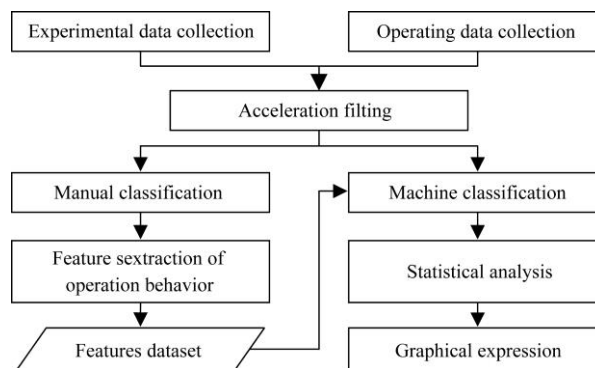 Experimental data collection
Operating data collection
Acceleration filting
Manual classification
Machine classification
Feature sextraction of
operation behavior
Statistical analysis
Features dataset
Graphical expression